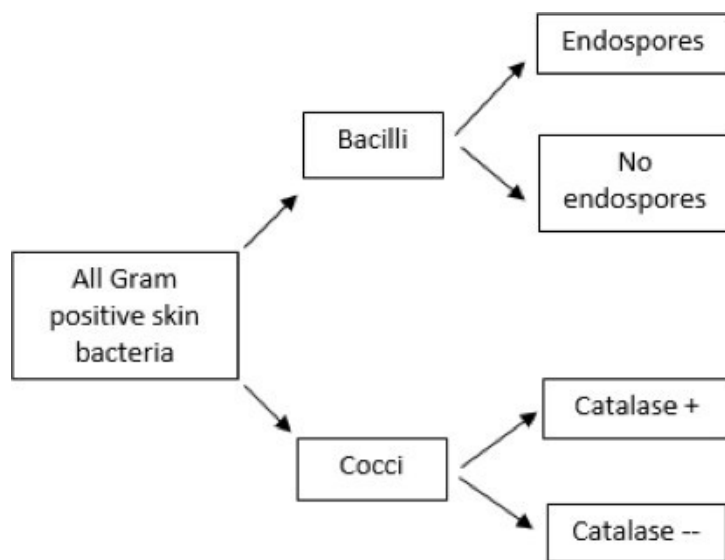 Endospores
Bacilli
No
endospores
All Gram
positive skin
bacteria
Catalase +
Cocci
Catalase --